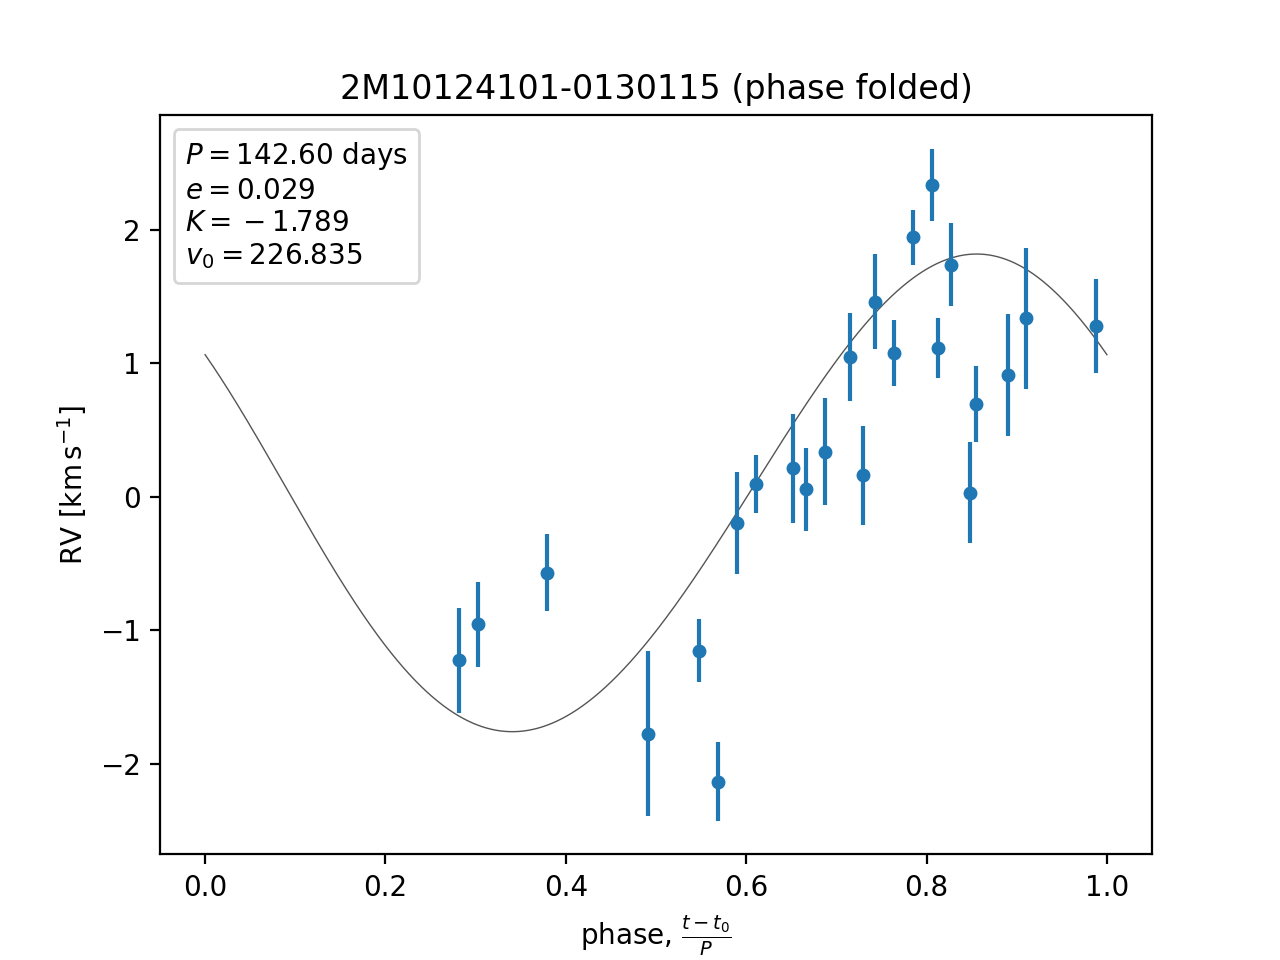 2M10124101-0130115 (phase folded)
P = 142.60 days
e = 0.029
K = −1.789
v₀ = 226.835
RV [km s⁻¹]
2
1
0
−1
−2
0.0 0.2 0.4 0.6 0.8 1.0
phase, (t − t₀)/P